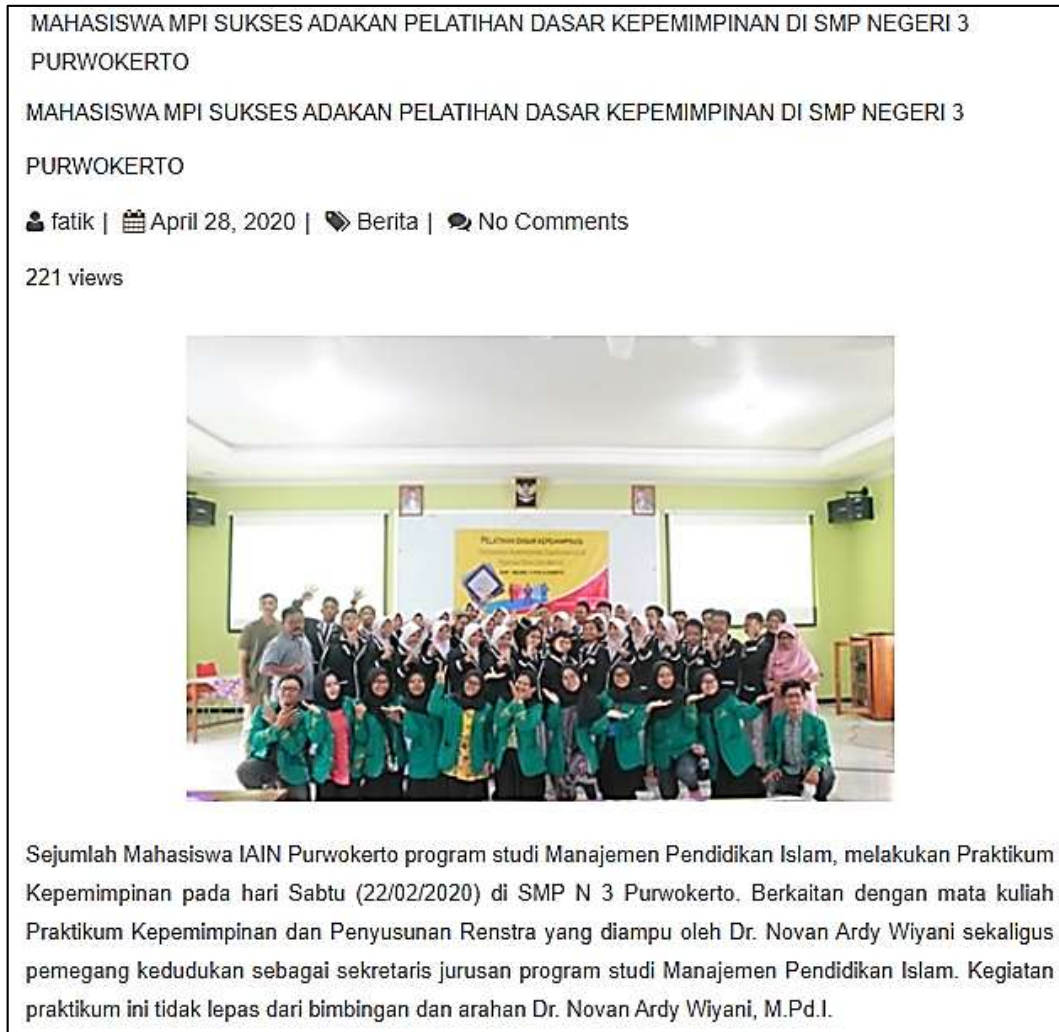 MAHASISWA MPI SUKSES ADAKAN PELATIHAN DASAR KEPEMIMPINAN DI SMP NEGERI 3
PURWOKERTO
MAHASISWA MPI SUKSES ADAKAN PELATIHAN DASAR KEPEMIMPINAN DI SMP NEGERI 3
PURWOKERTO
fatik | April 28, 2020 | Berita | No Comments
221 views
PELATIHAN DASAR KEPEMIMPINAN
Sejumlah Mahasiswa IAIN Purwokerto program studi Manajemen Pendidikan Islam, melakukan Praktikum
Kepemimpinan pada hari Sabtu (22/02/2020) di SMP N 3 Purwokerto. Berkaitan dengan mata kuliah
Praktikum Kepemimpinan dan Penyusunan Renstra yang diampu oleh Dr. Novan Ardy Wiyani sekaligus
pemegang kedudukan sebagai sekretaris jurusan program studi Manajemen Pendidikan Islam. Kegiatan
praktikum ini tidak lepas dari bimbingan dan arahan Dr. Novan Ardy Wiyani, M.Pd.I.